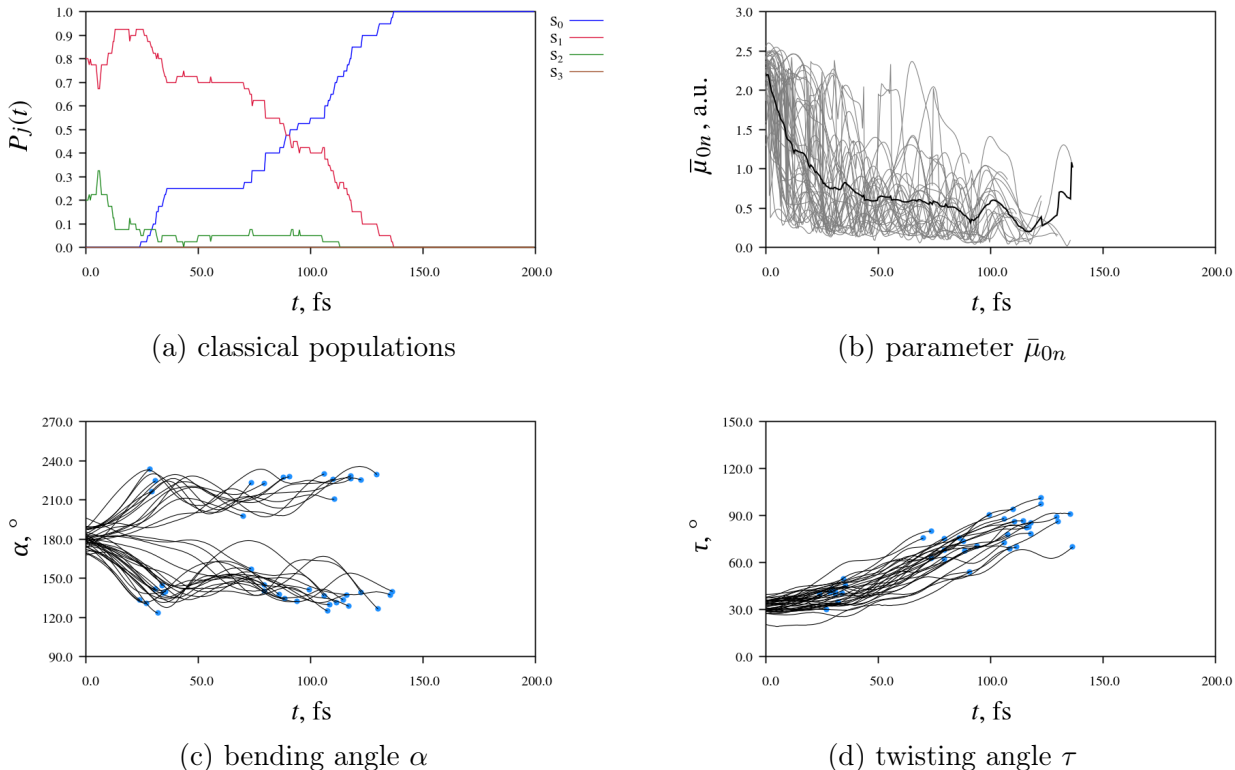 1.0
0.9
0.8
0.7
0.6
0.5
0.4
0.3
0.2
0.1
0.0
P_j(t)
0.0 50.0 100.0 150.0 200.0
t, fs
S_0
S_1
S_2
S_3
(a) classical populations
3.0
2.5
2.0
1.5
1.0
0.5
0.0
μ̄_{0n}, a.u.
0.0 50.0 100.0 150.0 200.0
t, fs
(b) parameter μ̄_{0n}
270.0
240.0
210.0
180.0
150.0
120.0
90.0
α, °
0.0 50.0 100.0 150.0 200.0
t, fs
(c) bending angle α
150.0
120.0
90.0
60.0
30.0
0.0
τ, °
0.0 50.0 100.0 150.0 200.0
t, fs
(d) twisting angle τ